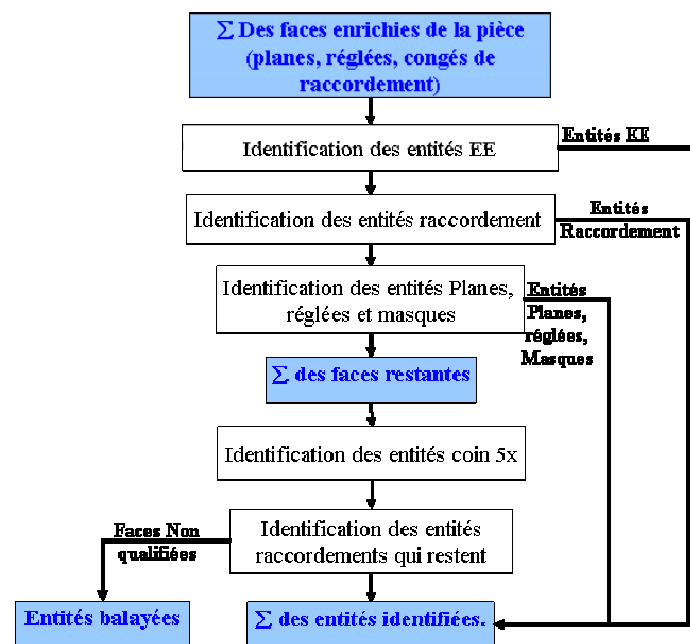 ∑ Des faces enrichies de la pièce
(planes, réglées, congés de
raccordement)
Identification des entités EE
Entités EE
Identification des entités raccordement
Entités
Raccordement
Identification des entités Planes,
réglées et masques
Entités
Planes,
réglées,
Masques
∑ des faces restantes
Identification des entités coin 5x
Identification des entités
raccordements qui restent
Faces Non
qualifiées
Entités balayées
∑ des entités identifiées.